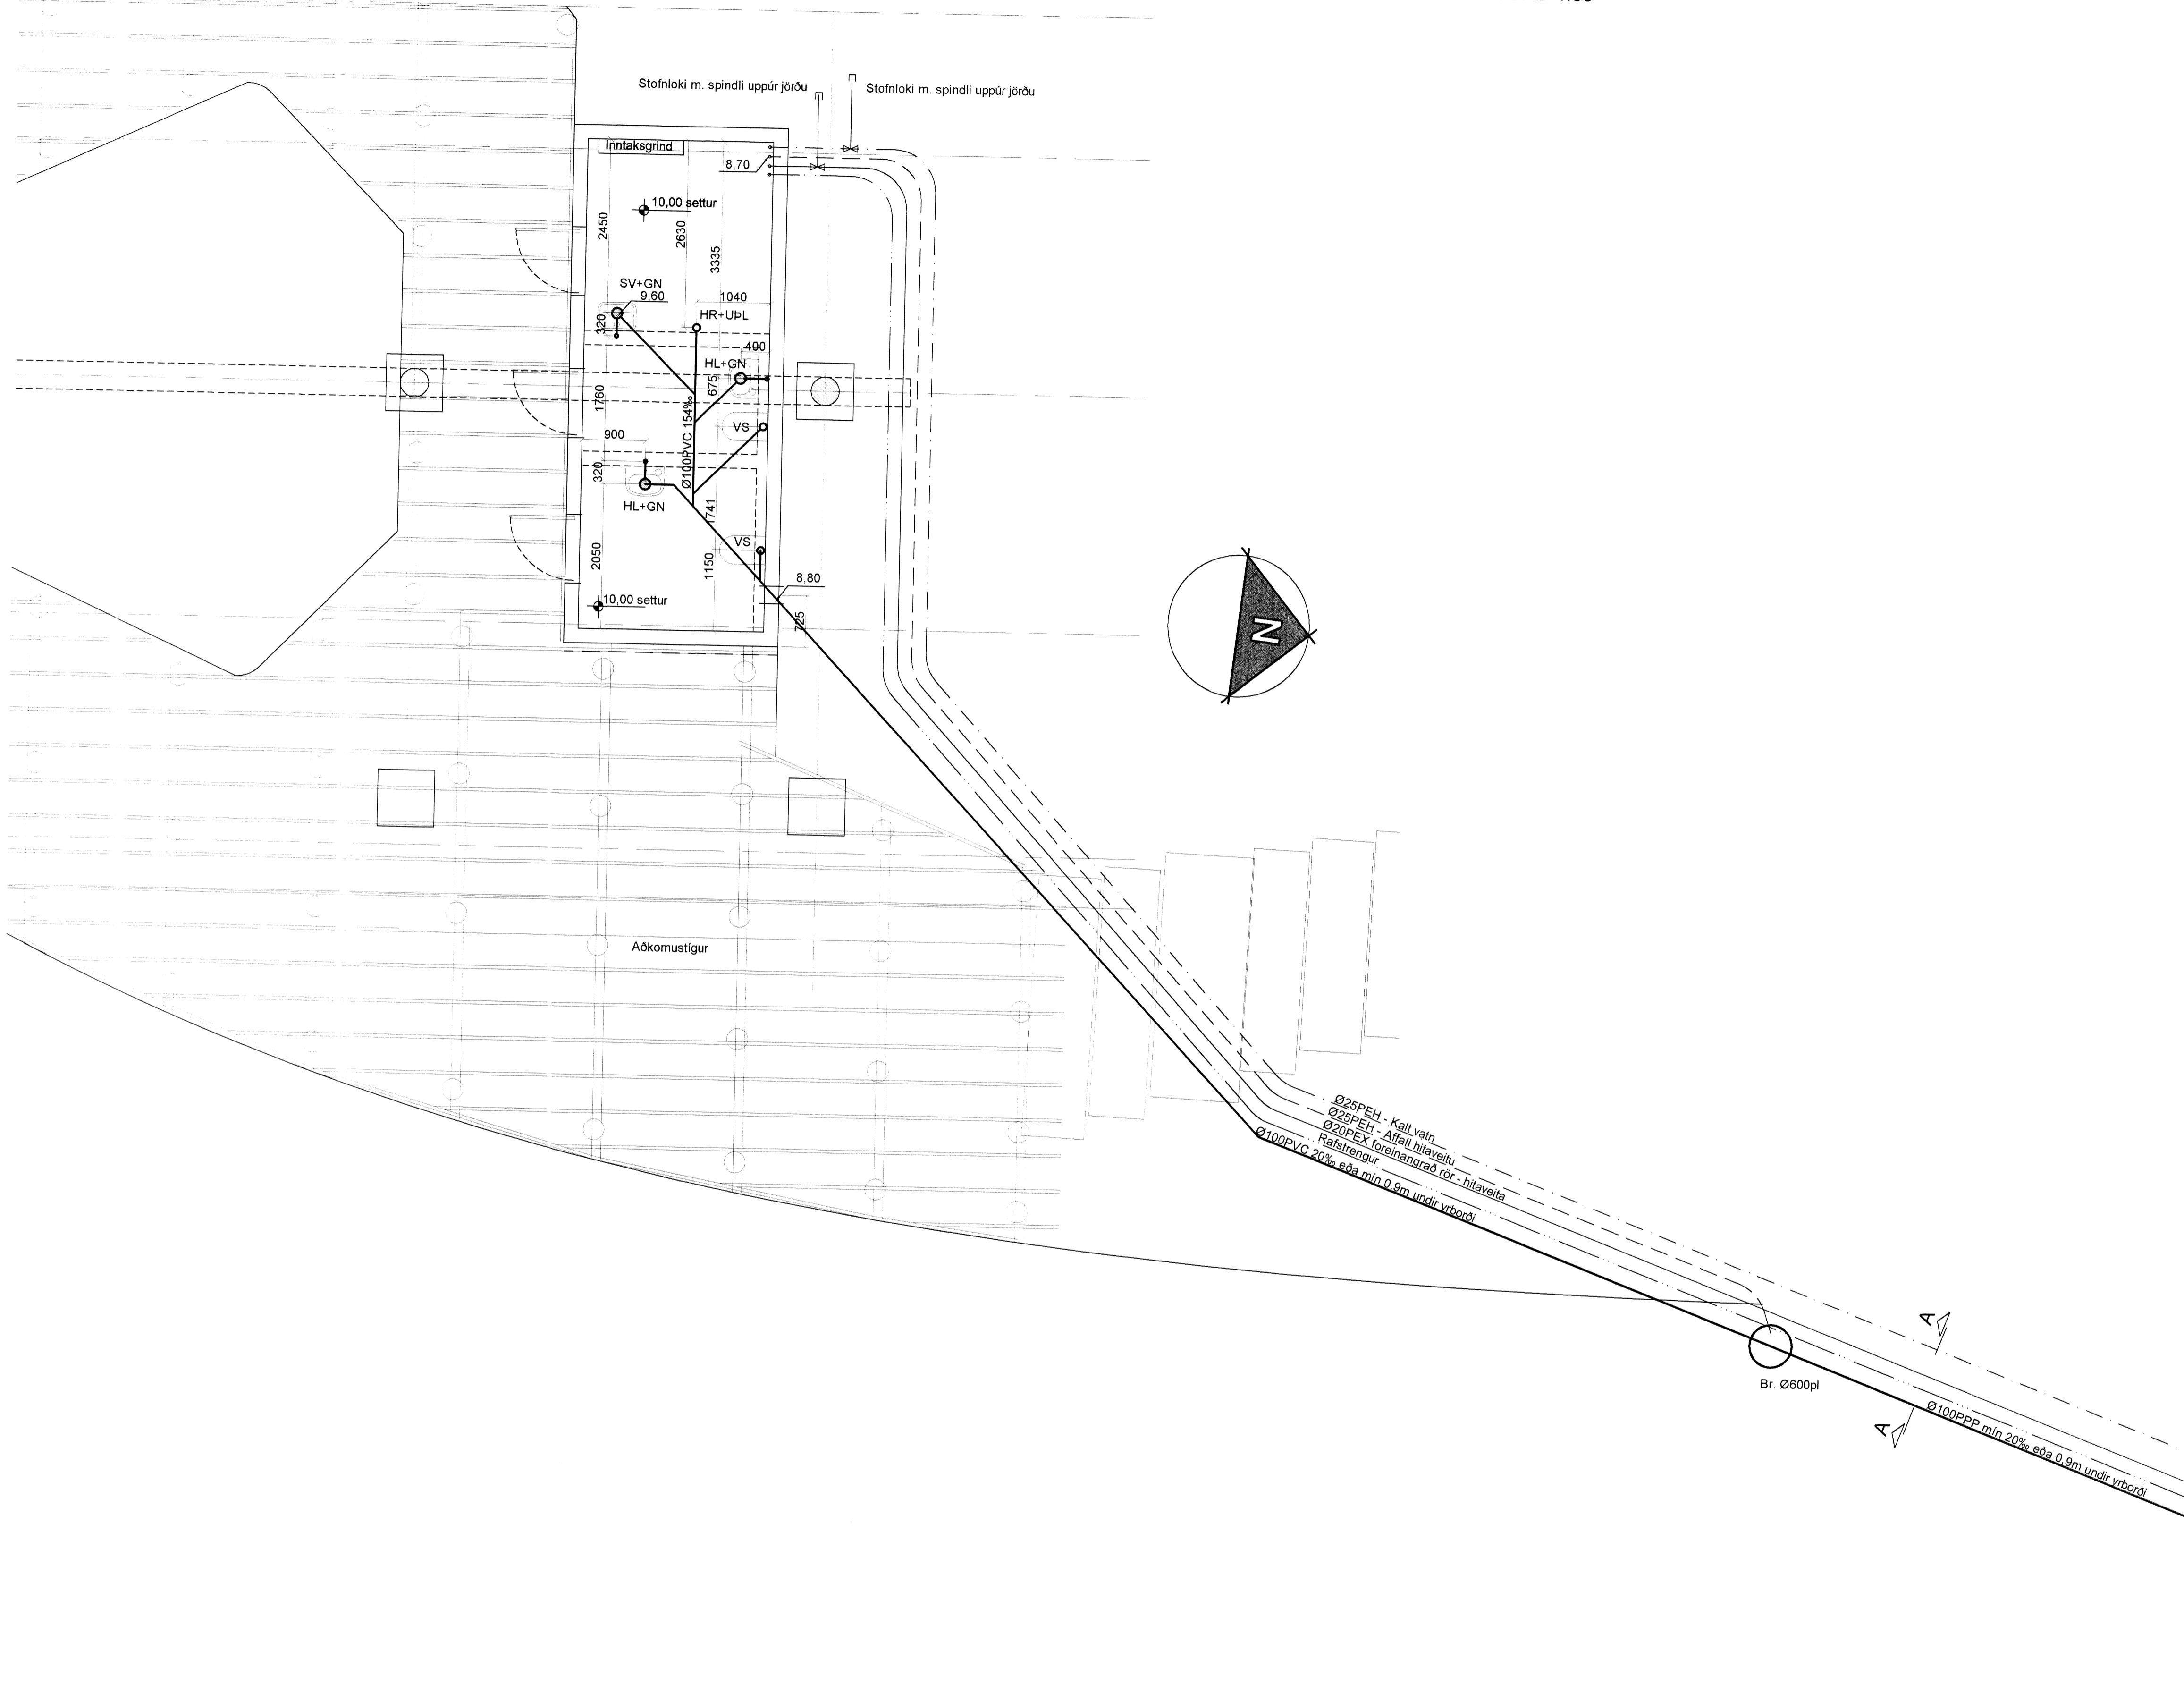 Stofnloki m. spindli uppúr jörðu
Stofnloki m. spindli uppúr jörðu
Inntaksgrind
8,70
10,00 settur
2450
2630
3335
SV+GN
9.60
1040
HR+UÞL
320
400
HL+GN
675
1760
Ø100PVC 154‰
VS
900
320
HL+GN
1741
VS
2050
1150
8,80
10,00 settur
725
N
Aðkomustígur
Ø25PEH - Kalt vatn
Ø25PEH - Affall hitaveitu
Ø20PEX foreinangrað rör - hitaveita
Rafstrengur
Ø100PVC 20‰ eða mín 0,9m undir yrborði
A
Br. Ø600pl
A
Ø100PPP mín 20‰ eða 0,9m undir yrborði